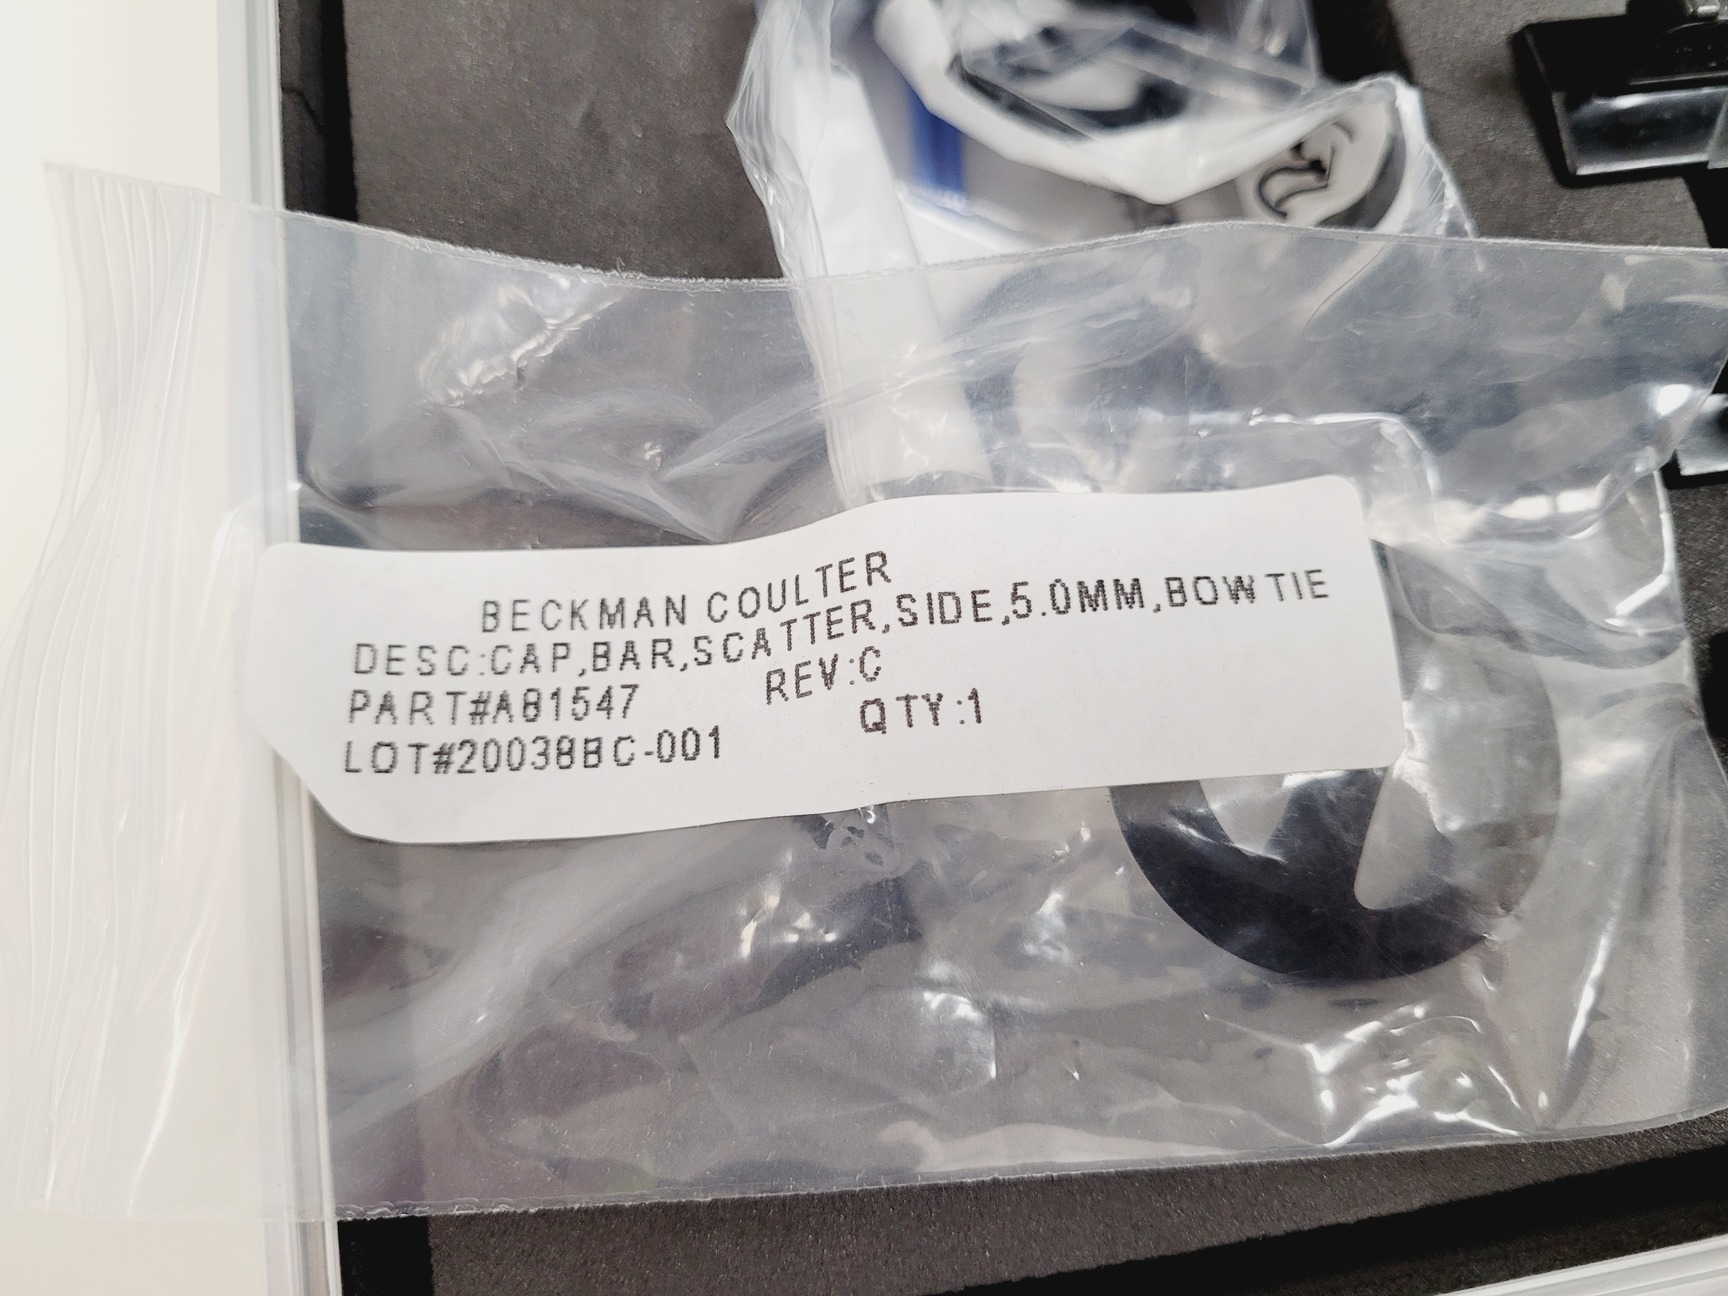 BECKMAN COULTER
DESC:CAP,BAR,SCATTER,SIDE,5.0MM,BOW TIE
PART#A81547 REV:C
LOT#20038BC-001 QTY:1